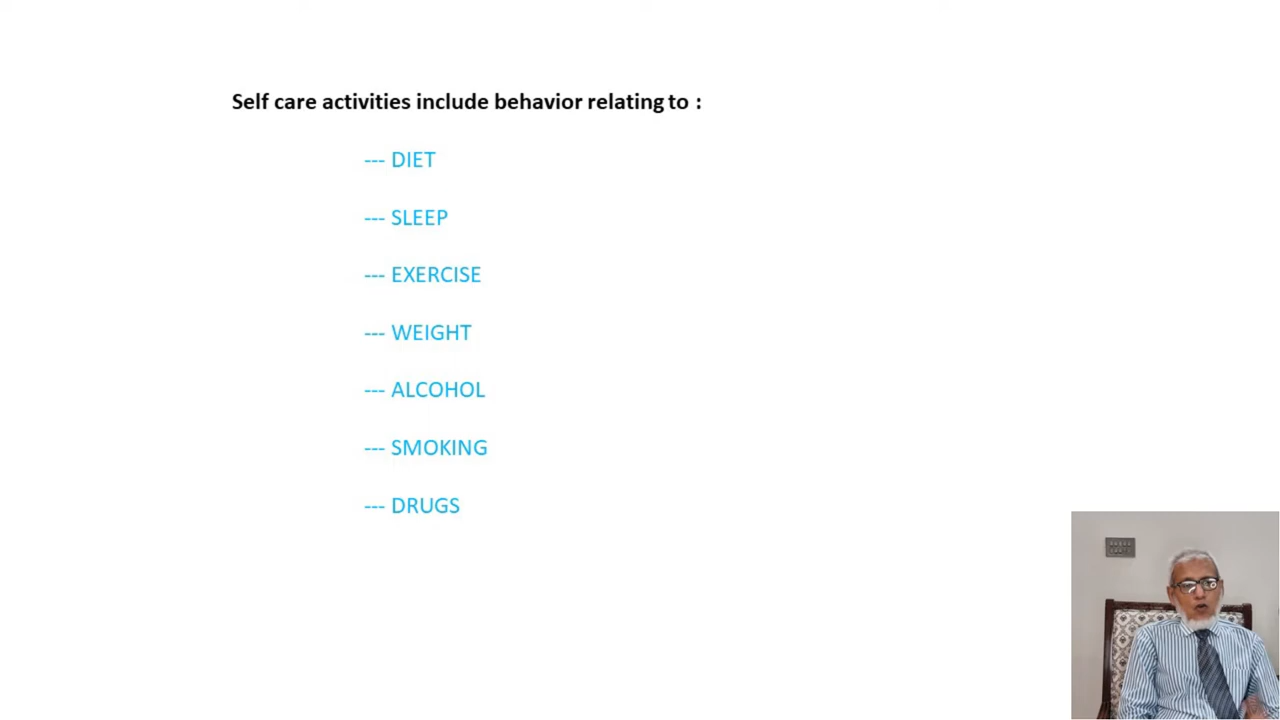 Self care activities include behavior relating to :
--- DIET
--- SLEEP
--- EXERCISE
--- WEIGHT
--- ALCOHOL
--- SMOKING
--- DRUGS